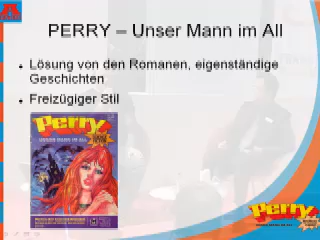 PERRY – Unser Mann im All
Lösung von den Romanen, eigenständige
Geschichten
Freizügiger Stil
Perry
UNSER MANN IM ALL
Perry